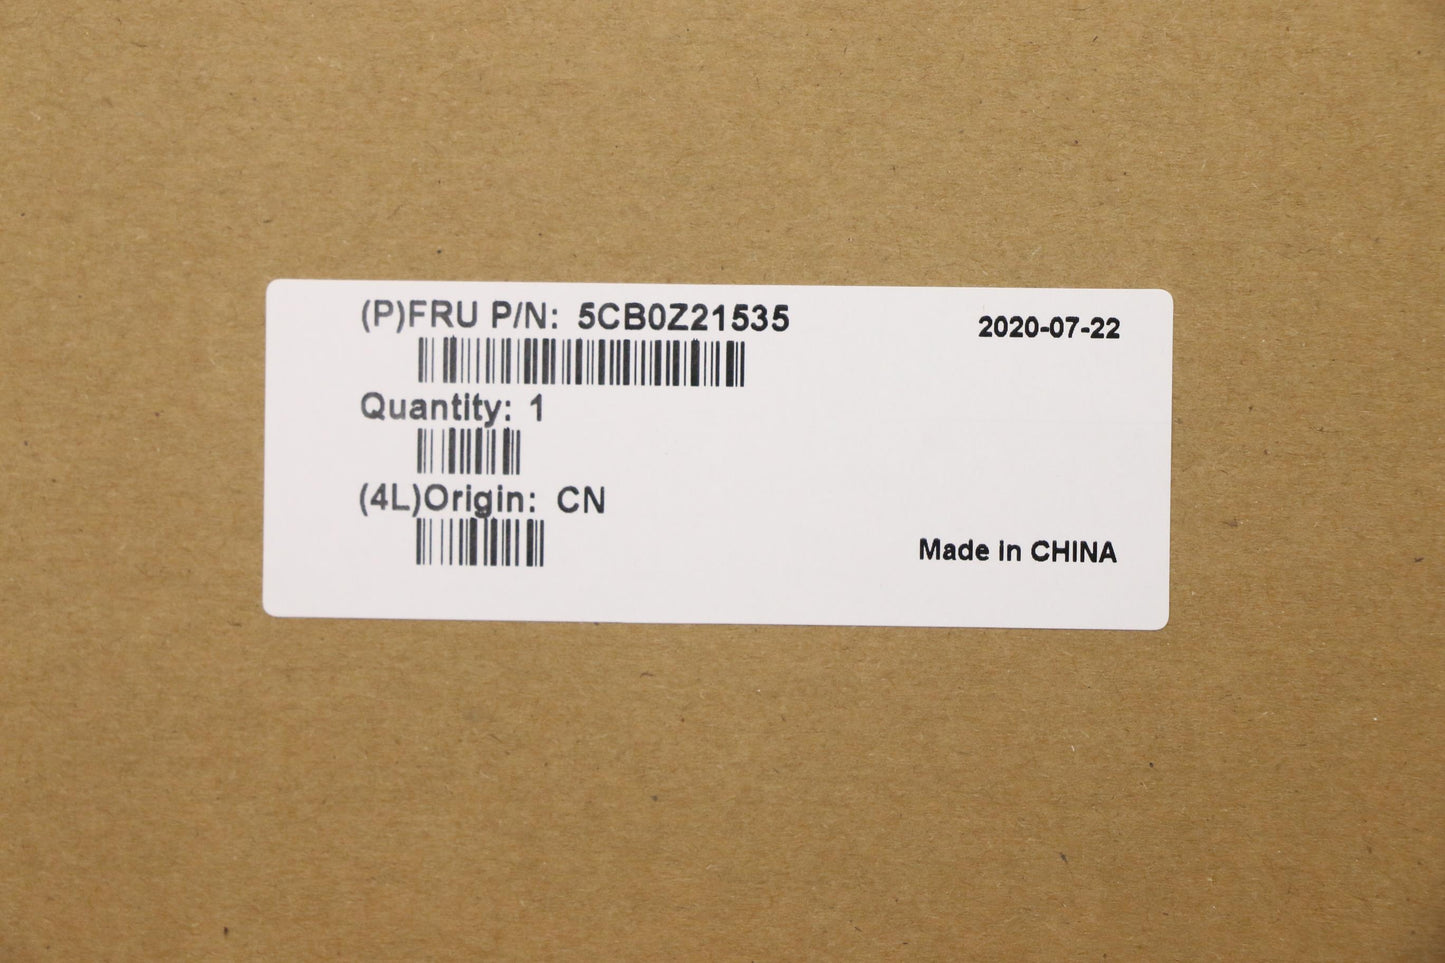 (P)FRU P/N: 5CB0Z21535
2020-07-22
Quantity: 1
(4L)Origin: CN
Made in CHINA